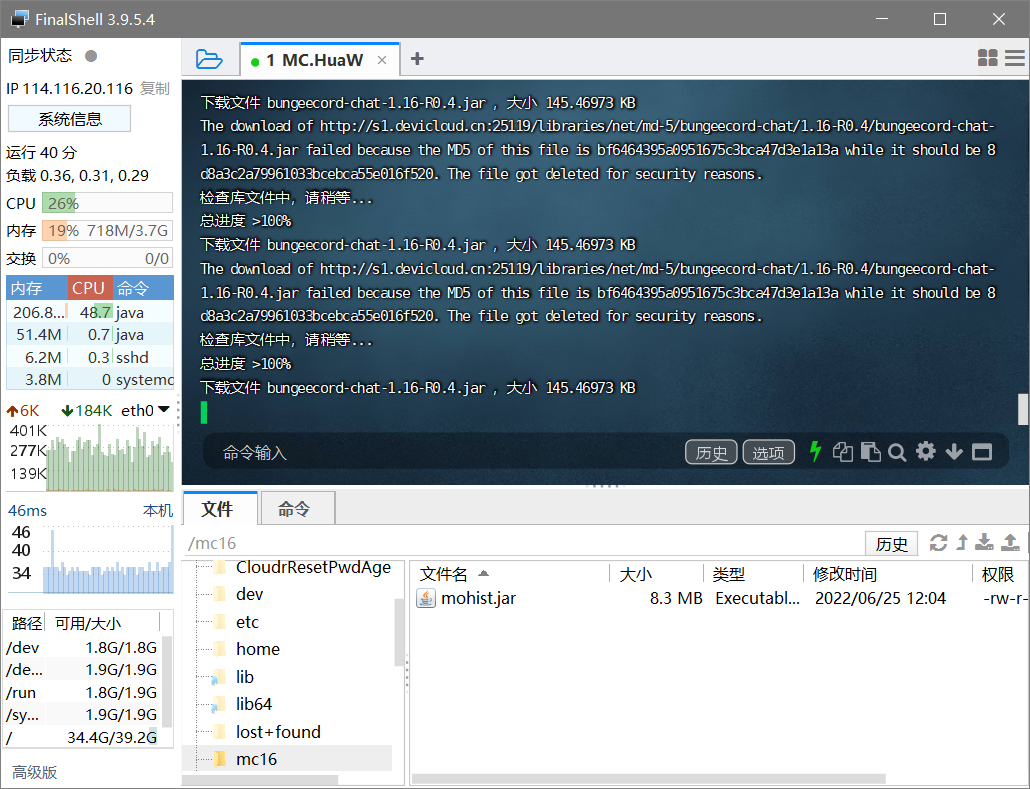 FinalShell 3.9.5.4
同步状态
IP 114.116.20.116 复制
系统信息
运行 40 分
负载 0.36, 0.31, 0.29
CPU 26%
内存 19% 718M/3.7G
交换 0% 0/0
内存 CPU 命令
206.8... 48.7 java
51.4M 0.7 java
6.2M 0.3 sshd
3.8M 0 systemd
6K 184K eth0
401K
277K
139K
46ms 本机
46
40
34
路径 可用/大小
/dev 1.8G/1.8G
/de... 1.9G/1.9G
/run 1.8G/1.9G
/sy... 1.9G/1.9G
/ 34.4G/39.2G
高级版
1 MC.HuaW
下载文件 bungeecord-chat-1.16-R0.4.jar , 大小 145.46973 KB
The download of http://s1.devicloud.cn:25119/libraries/net/md-5/bungeecord-chat/1.16-R0.4/bungeecord-chat-
1.16-R0.4.jar failed because the MD5 of this file is bf6464395a0951675c3bca47d3e1a13a while it should be 8
d8a3c2a79961033bcebca55e016f520. The file got deleted for security reasons.
检查库文件中, 请稍等...
总进度 >100%
下载文件 bungeecord-chat-1.16-R0.4.jar , 大小 145.46973 KB
The download of http://s1.devicloud.cn:25119/libraries/net/md-5/bungeecord-chat/1.16-R0.4/bungeecord-chat-
1.16-R0.4.jar failed because the MD5 of this file is bf6464395a0951675c3bca47d3e1a13a while it should be 8
d8a3c2a79961033bcebca55e016f520. The file got deleted for security reasons.
检查库文件中, 请稍等...
总进度 >100%
下载文件 bungeecord-chat-1.16-R0.4.jar , 大小 145.46973 KB
命令输入 历史 选项
文件 命令
/mc16 历史
CloudrResetPwdAge
dev
etc
home
lib
lib64
lost+found
mc16
文件名 大小 类型 修改时间 权限
mohist.jar 8.3 MB Executabl... 2022/06/25 12:04 -rw-r-